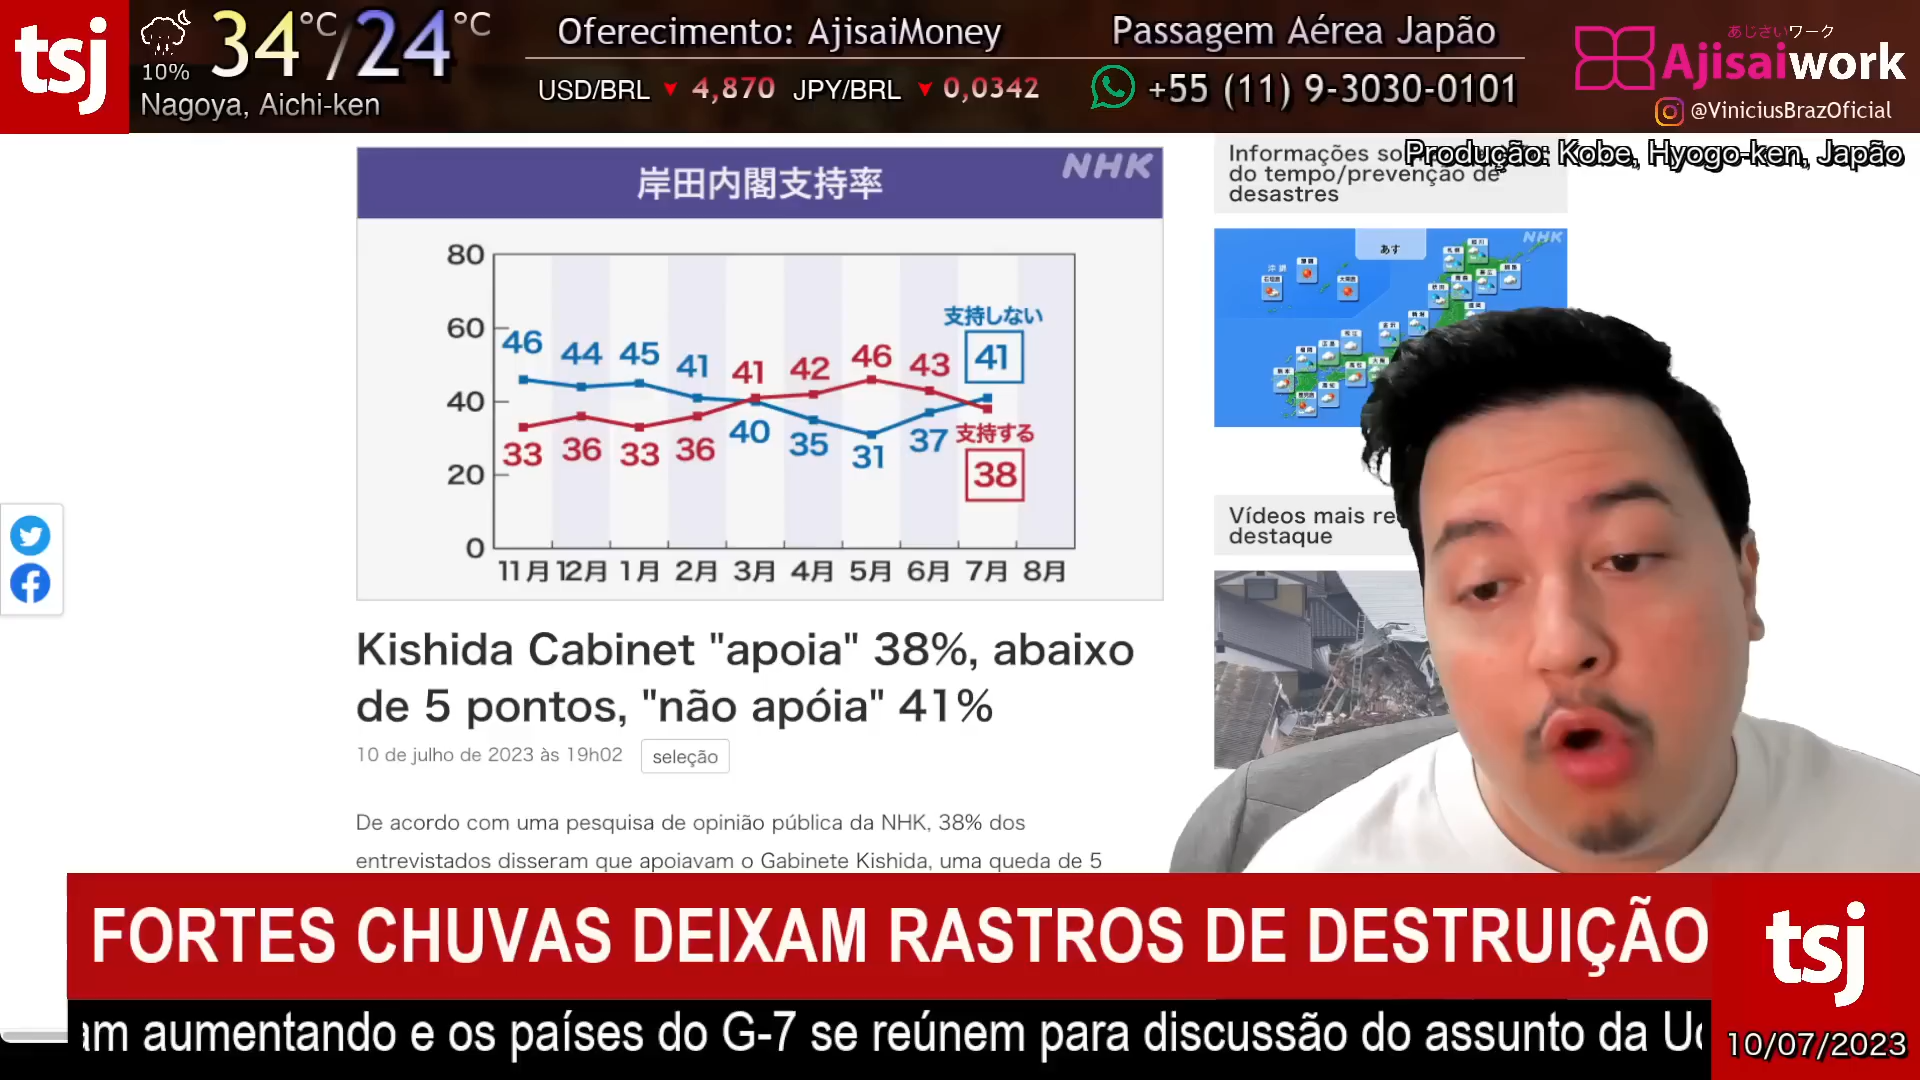 tsj
10%
34°C/24°C
Nagoya, Aichi-ken
Oferecimento: AjisaiMoney
USD/BRL ▼ 4,870 JPY/BRL ▼ 0,0342
Passagem Aérea Japão
+55 (11) 9-3030-0101
あじさいワーク
Ajisaiwork
@ViniciusBrazOficial
Produção: Kobe, Hyogo-ken, Japão
岸田内閣支持率
NHK
80
60
40
20
0
46 44 45 41 41 42 46 43
支持しない
41
33 36 33 36 40 35 31 37
支持する
38
11月 12月 1月 2月 3月 4月 5月 6月 7月 8月
Kishida Cabinet "apoia" 38%, abaixo
de 5 pontos, "não apóia" 41%
10 de julho de 2023 às 19h02
seleção
De acordo com uma pesquisa de opinião pública da NHK, 38% dos
entrevistados disseram que apoiavam o Gabinete Kishida, uma queda de 5
Informações
do tempo/prevenção de
desastres
あす
NHK
Vídeos mais
destaque
FORTES CHUVAS DEIXAM RASTROS DE DESTRUIÇÃO
am aumentando e os países do G-7 se reúnem para discussão do assunto da
tsj
10/07/2023